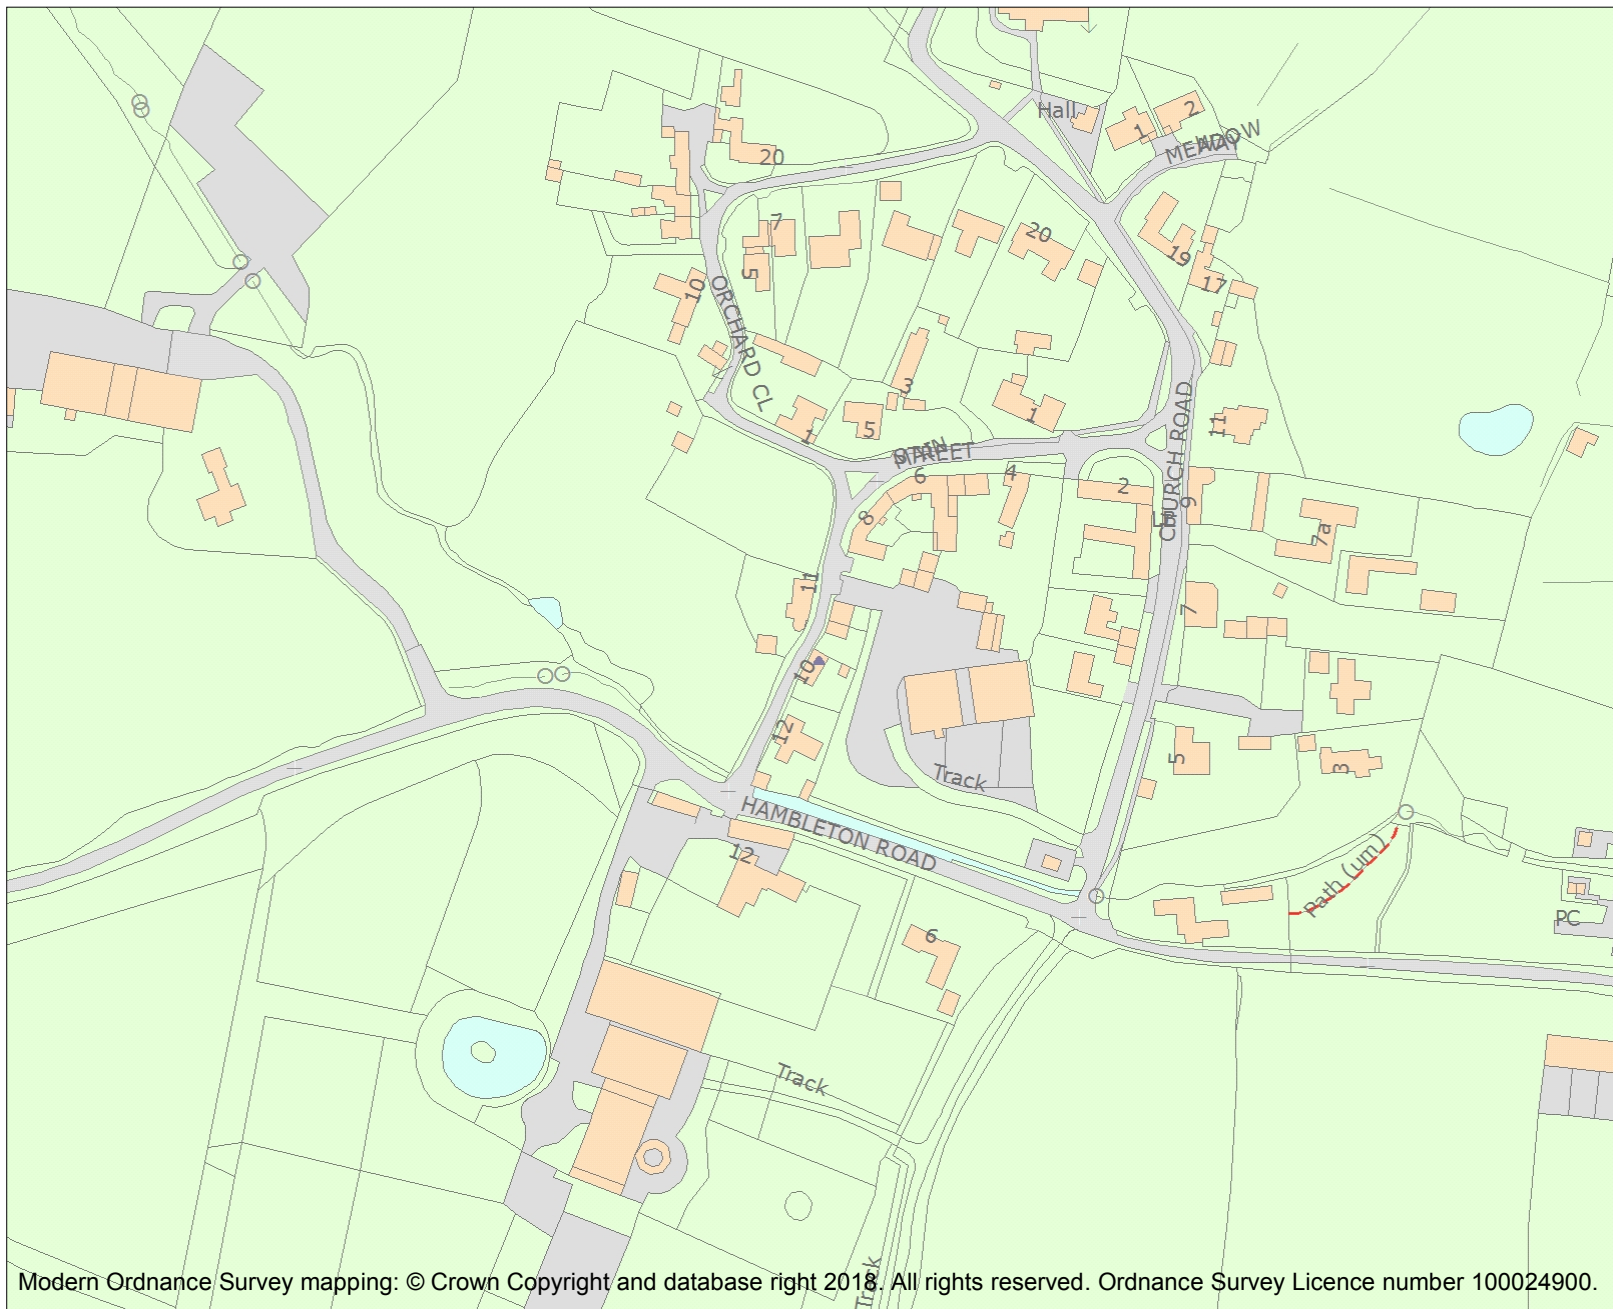 Hall
1
2
MEADOW
WAY
20
7
20
5
19
10
17
ORCHARD CL
3
1
11
1
5
MAIN
STREET
CHURCH ROAD
6
4
2
9
8
LB
7a
11
7
10
12
5
3
Track
HAMBLETON ROAD
12
Path (um)
PC
6
Track
Track
Modern Ordnance Survey mapping: © Crown Copyright and database right 2018. All rights reserved. Ordnance Survey Licence number 100024900.